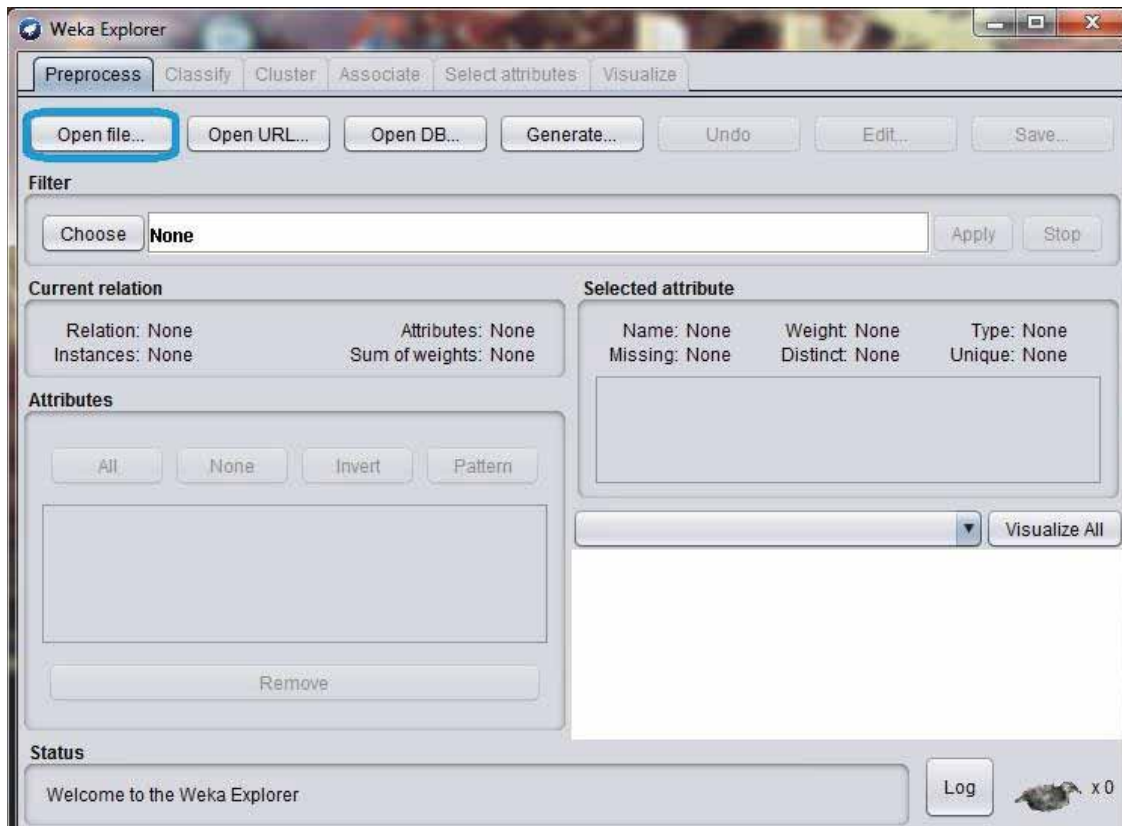 Weka Explorer
Preprocess Classify Cluster Associate Select attributes Visualize
Open file... Open URL... Open DB... Generate... Undo Edit... Save...
Filter
Choose None Apply Stop
Current relation
Relation: None Attributes: None
Instances: None Sum of weights: None
Selected attribute
Name: None Weight: None Type: None
Missing: None Distinct: None Unique: None
Attributes
All None Invert Pattern
Remove
Visualize All
Status
Welcome to the Weka Explorer
Log x 0